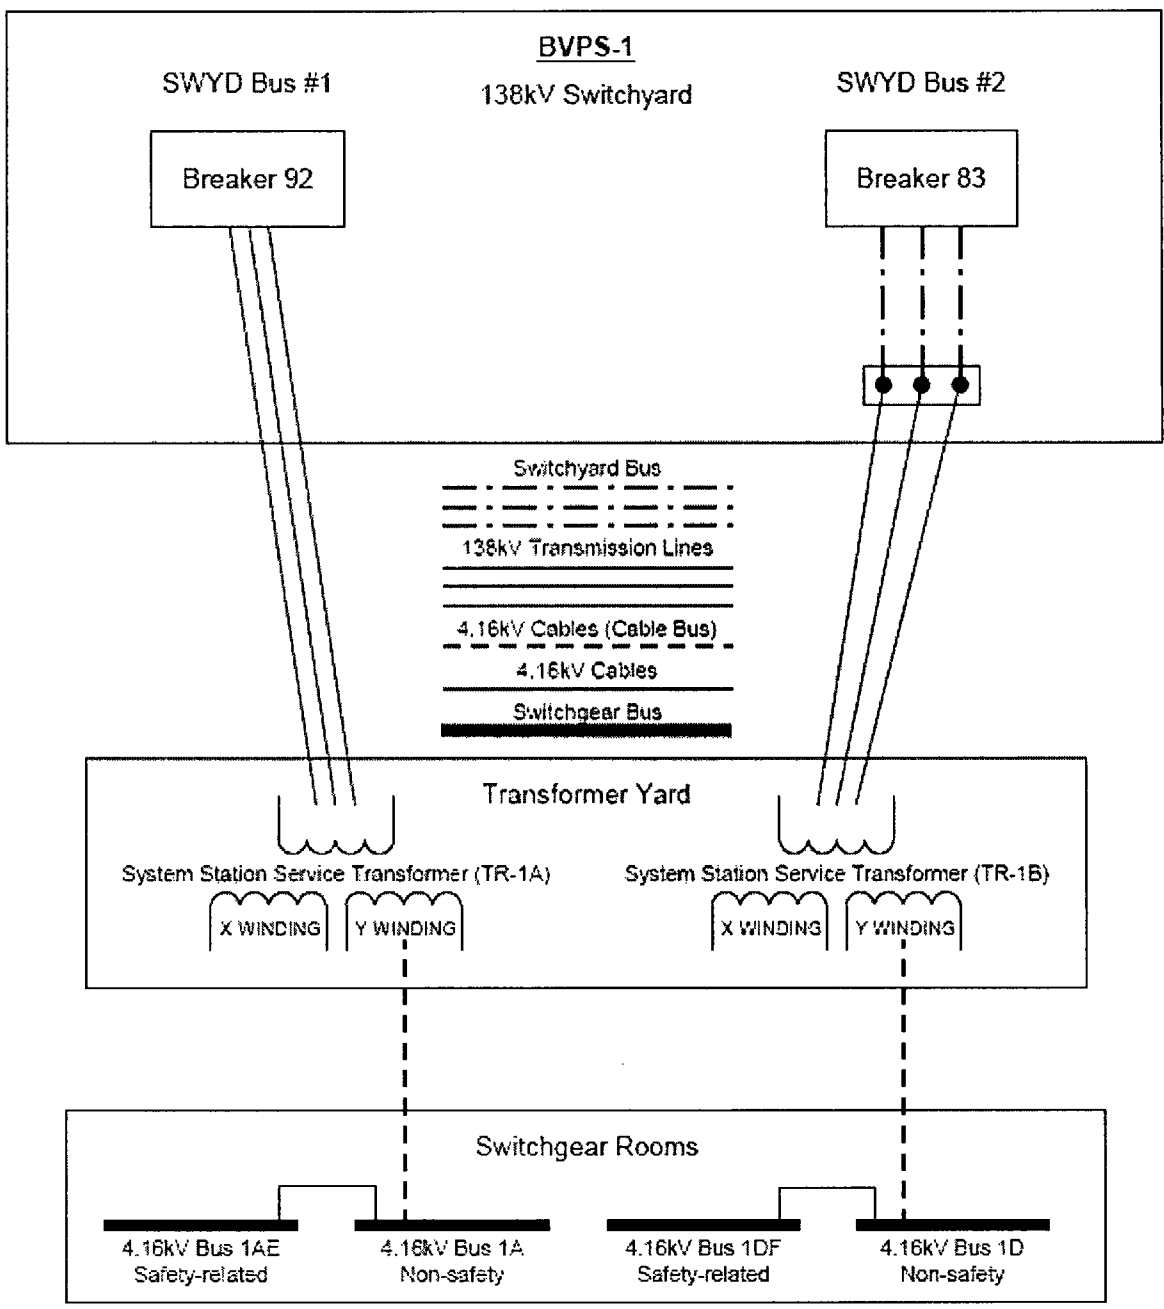 BVPS-1
138kV Switchyard
SWYD Bus #1
SWYD Bus #2
Breaker 92
Breaker 83
Switchyard Bus
138kV Transmission Lines
4.16kV Cables (Cable Bus)
4.16kV Cables
Switchgear Bus
Transformer Yard
System Station Service Transformer (TR-1A)
System Station Service Transformer (TR-1B)
X WINDING
Y WINDING
X WINDING
Y WINDING
Switchgear Rooms
4.16kV Bus 1AE
Safety-related
4.16kV Bus 1A
Non-safety
4.16kV Bus 1DF
Safety-related
4.16kV Bus 1D
Non-safety